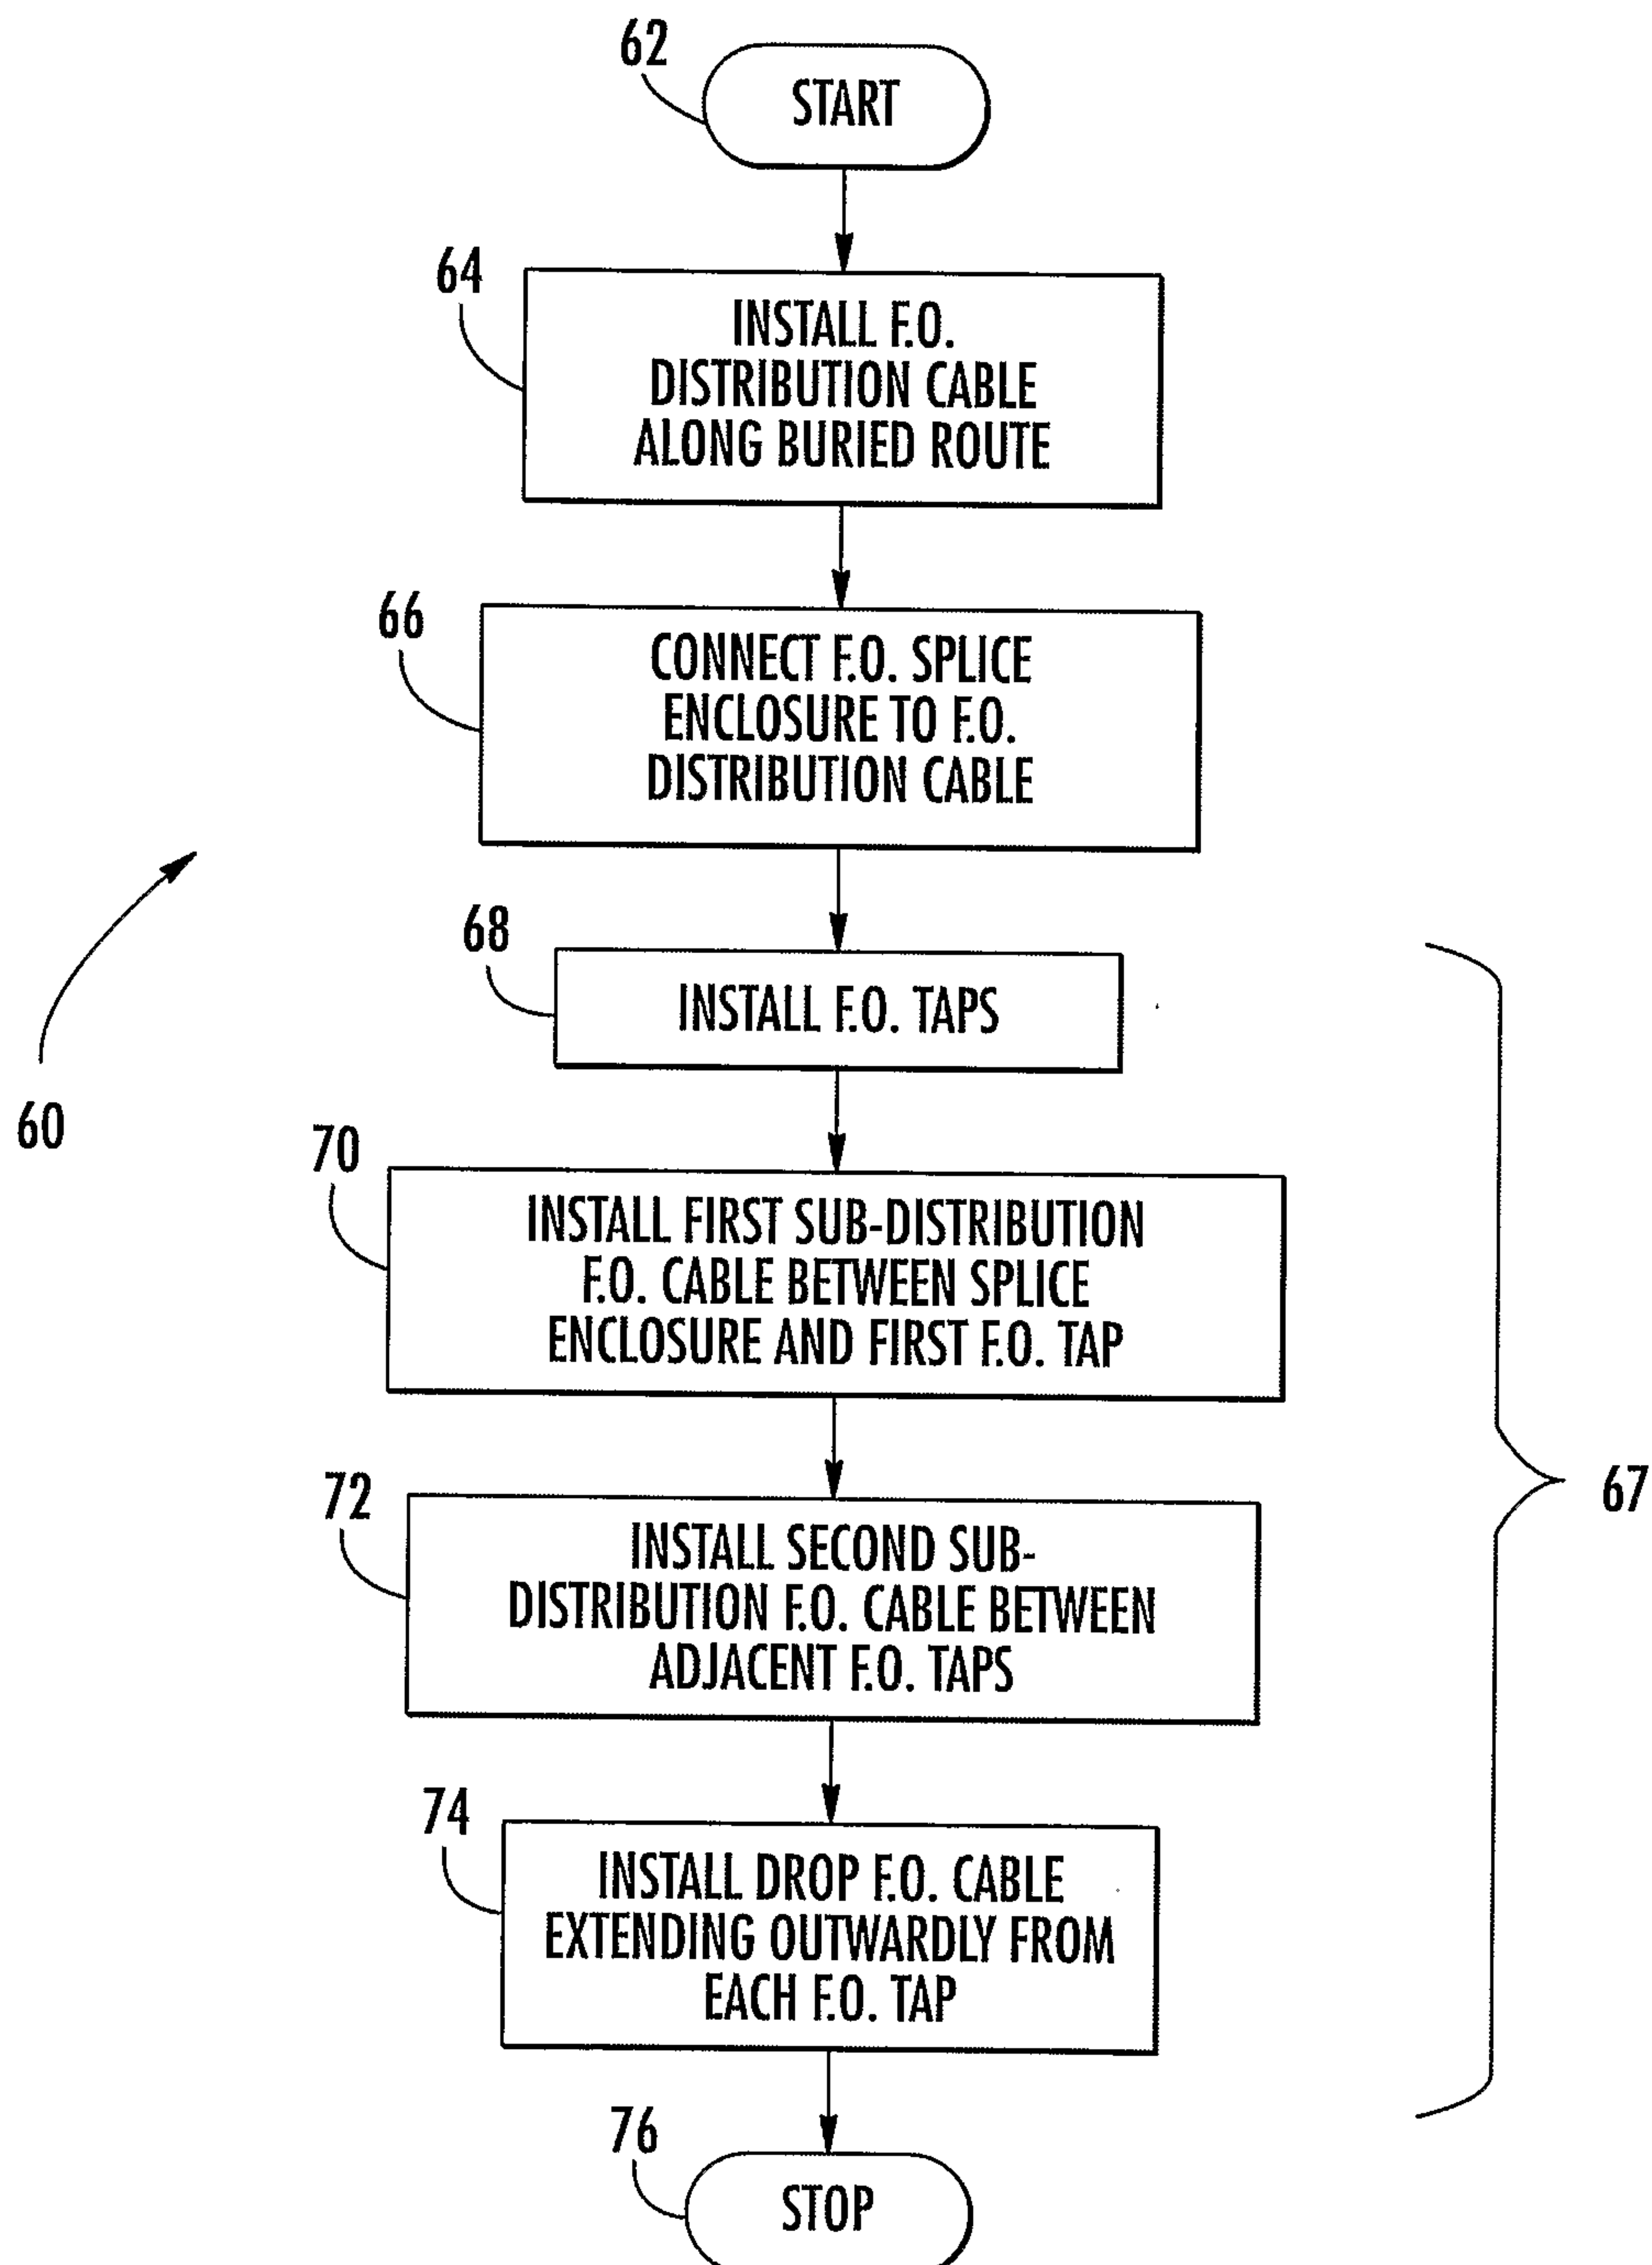 62
START
64
INSTALL F.O.
DISTRIBUTION CABLE
ALONG BURIED ROUTE
66
CONNECT F.O. SPLICE
ENCLOSURE TO F.O.
DISTRIBUTION CABLE
68
INSTALL F.O. TAPS
60
70
INSTALL FIRST SUB-DISTRIBUTION
F.O. CABLE BETWEEN SPLICE
ENCLOSURE AND FIRST F.O. TAP
67
72
INSTALL SECOND SUB-
DISTRIBUTION F.O. CABLE BETWEEN
ADJACENT F.O. TAPS
74
INSTALL DROP F.O. CABLE
EXTENDING OUTWARDLY FROM
EACH F.O. TAP
76
STOP